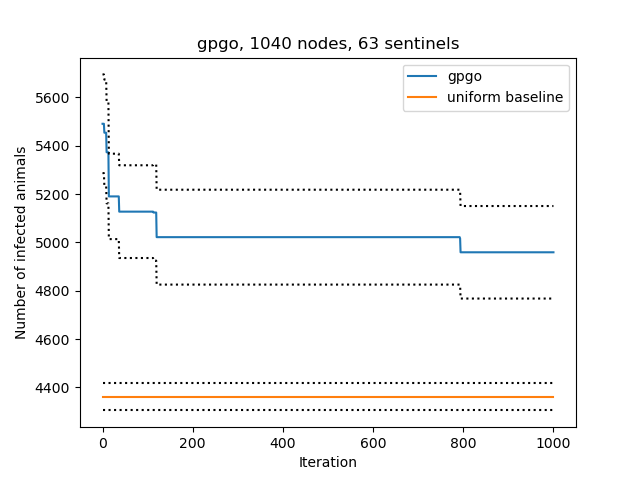 gpgo, 1040 nodes, 63 sentinels
gpgo
uniform baseline
Number of infected animals
5600
5400
5200
5000
4800
4600
4400
0 200 400 600 800 1000
Iteration